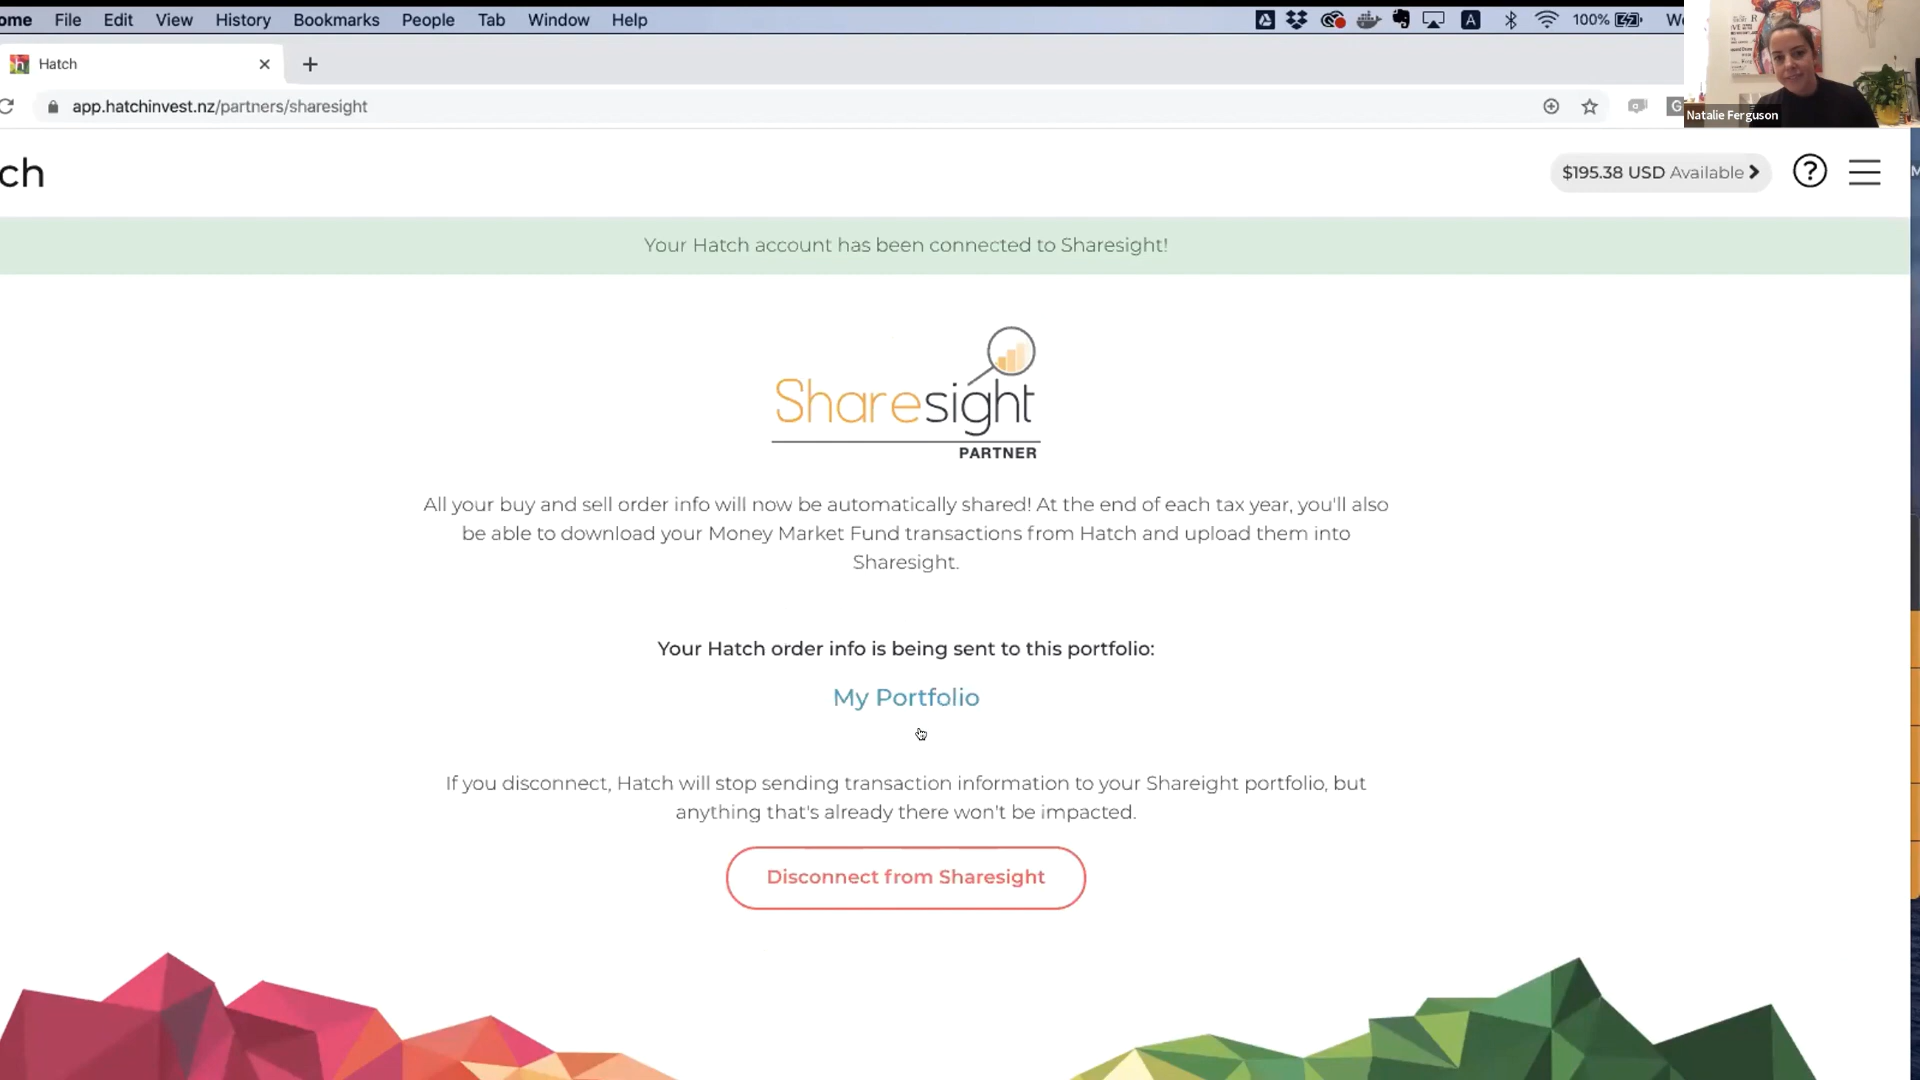 ome File Edit View History Bookmarks People Tab Window Help A 100% We
Hatch
app.hatchinvest.nz/partners/sharesight
G
Natalie Ferguson
ch
$195.38 USD Available
?
Your Hatch account has been connected to Sharesight!
Sharesight
PARTNER
All your buy and sell order info will now be automatically shared! At the end of each tax year, you'll also
be able to download your Money Market Fund transactions from Hatch and upload them into
Sharesight.
Your Hatch order info is being sent to this portfolio:
My Portfolio
If you disconnect, Hatch will stop sending transaction information to your Shareight portfolio, but
anything that's already there won't be impacted.
Disconnect from Sharesight